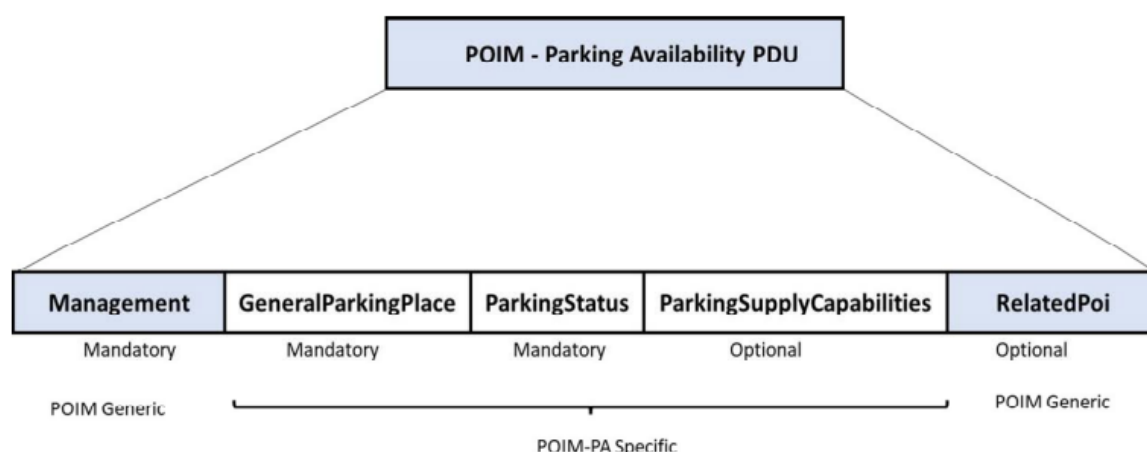 POIM - Parking Availability PDU
Management GeneralParkingPlace ParkingStatus ParkingSupplyCapabilities RelatedPoi
Mandatory Mandatory Mandatory Optional Optional
POIM Generic POIM Generic
POIM-PA Specific